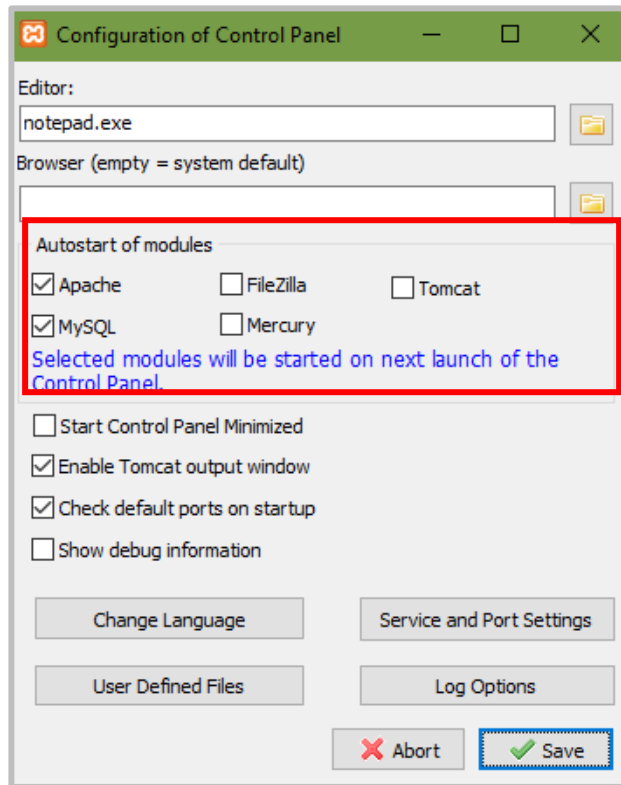 Configuration of Control Panel
Editor:
notepad.exe
Browser (empty = system default)
Autostart of modules
Apache FileZilla Tomcat
MySQL Mercury
Selected modules will be started on next launch of the
Control Panel.
Start Control Panel Minimized
Enable Tomcat output window
Check default ports on startup
Show debug information
Change Language Service and Port Settings
User Defined Files Log Options
Abort Save